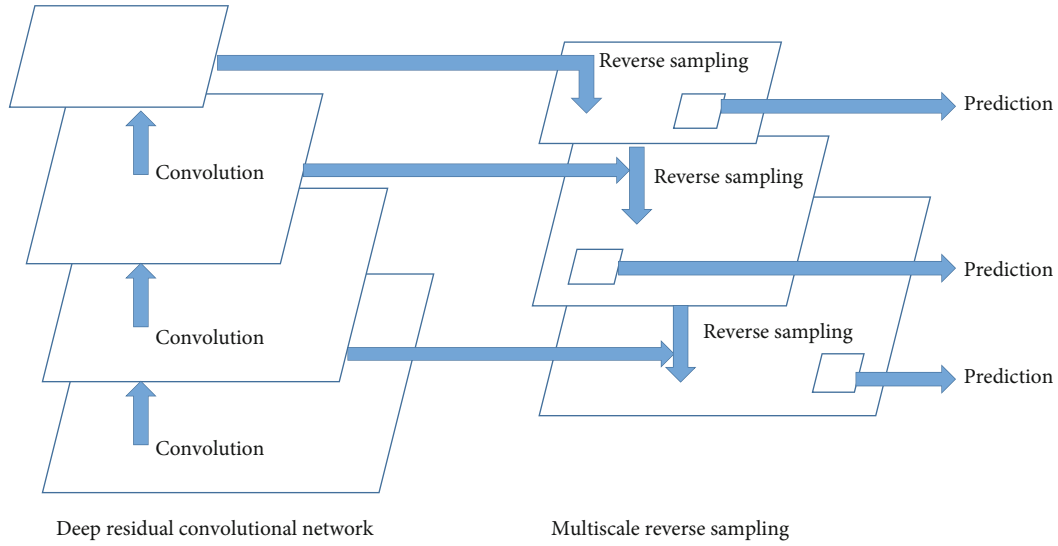 Reverse sampling
Prediction
Convolution
Reverse sampling
Prediction
Convolution
Reverse sampling
Prediction
Convolution
Deep residual convolutional network
Multiscale reverse sampling